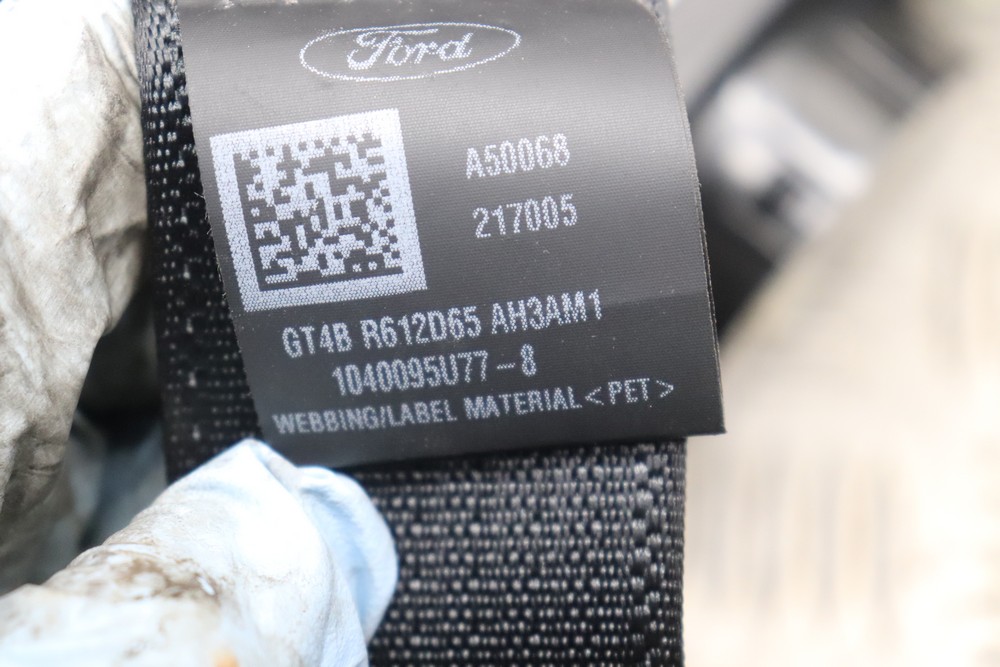 Ford
A50068
217005
GT4B R612D65 AH3AM1
1040095U77-8
WEBBING/LABEL MATERIAL<PET>